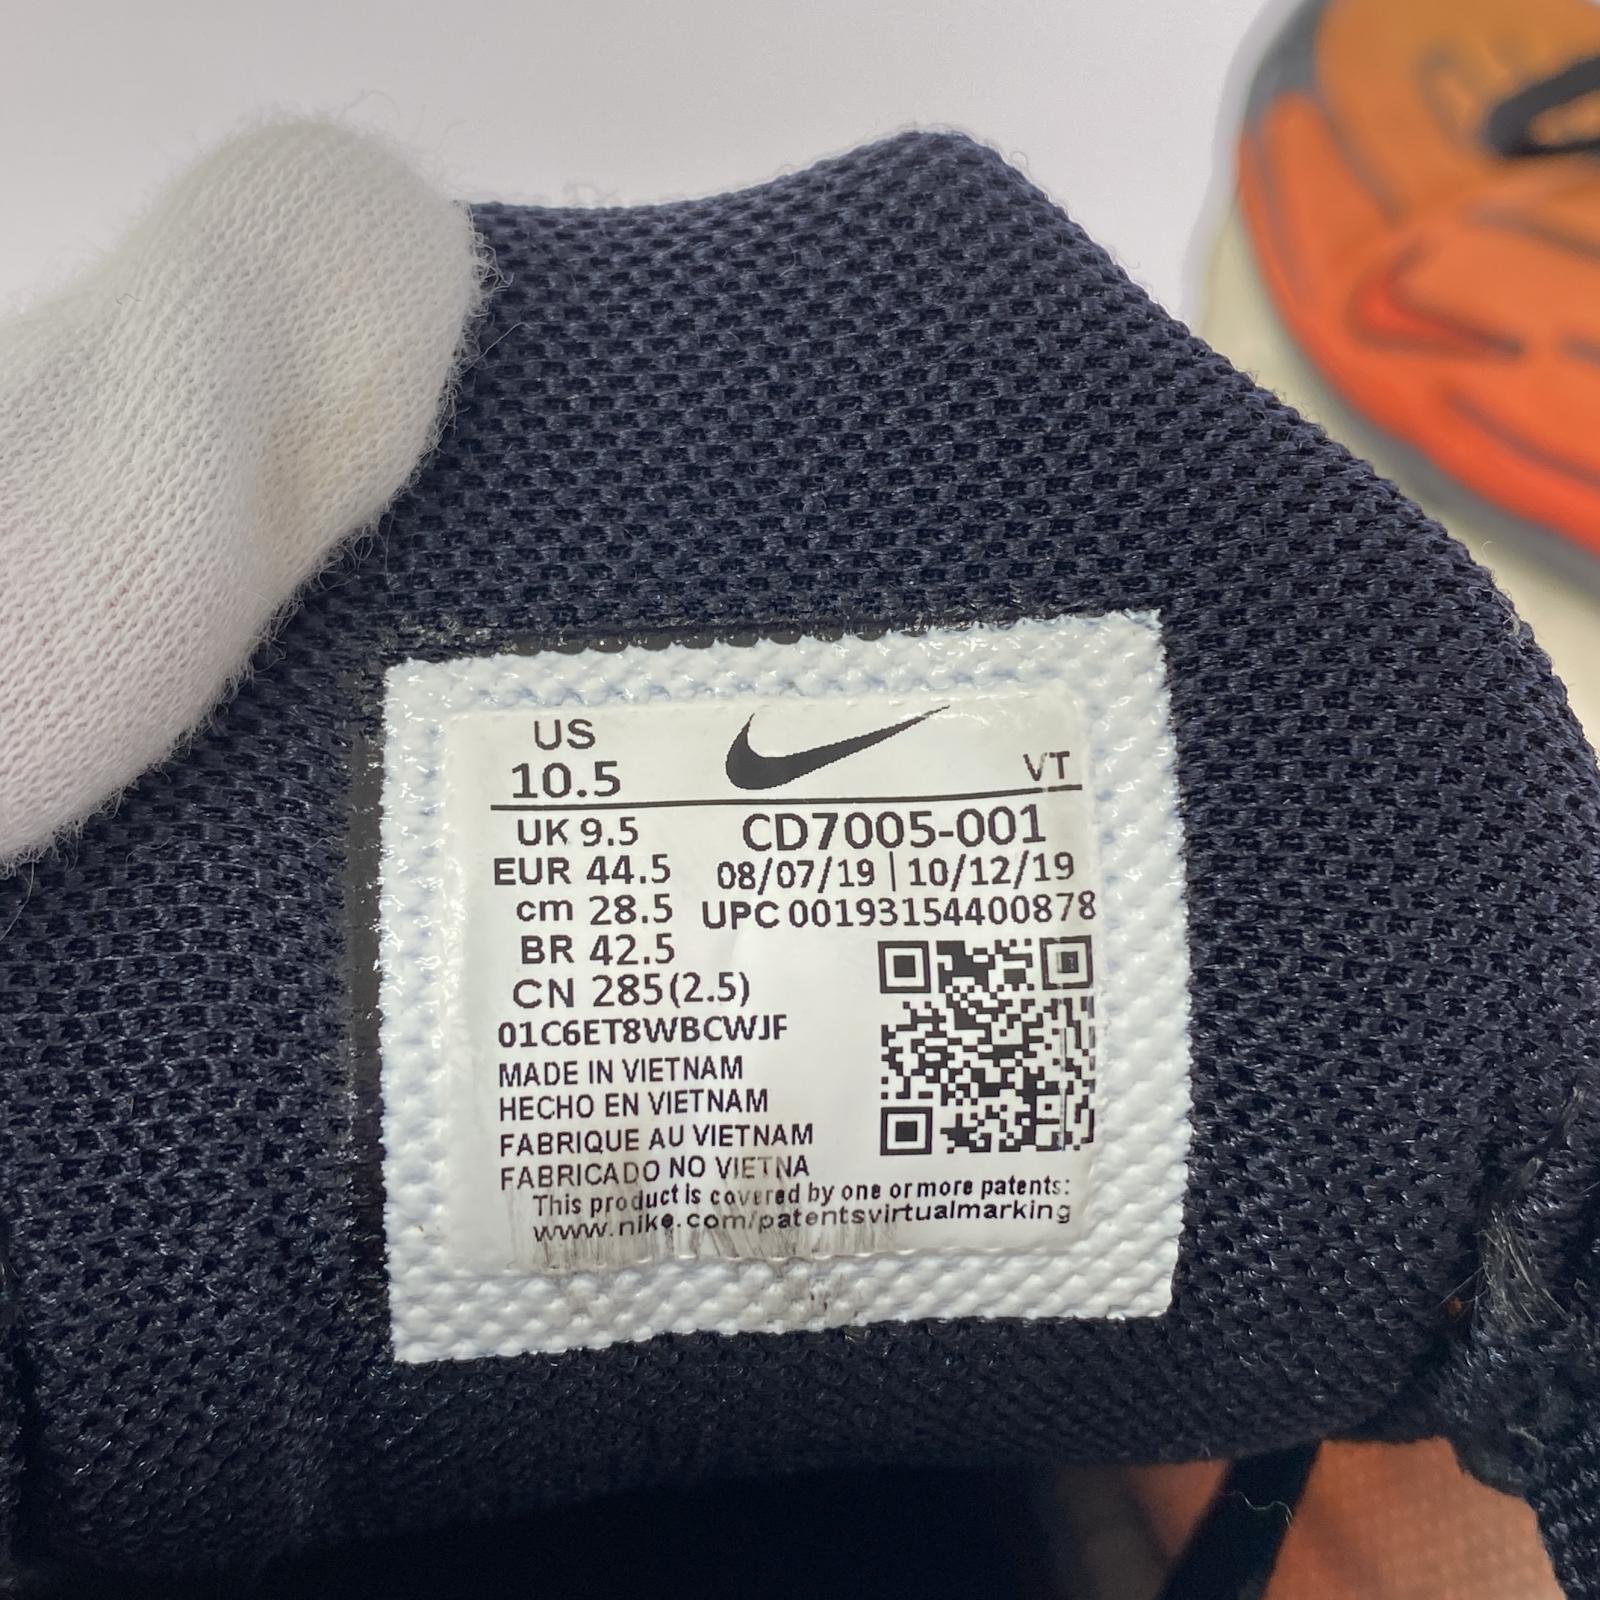 US
10.5
VT
UK 9.5
CD7005-001
EUR 44.5
08/07/19 | 10/12/19
cm 28.5
UPC 00193154400878
BR 42.5
CN 285(2.5)
01C6ET8WBCWJF
MADE IN VIETNAM
HECHO EN VIETNAM
FABRIQUE AU VIETNAM
FABRICADO NO VIETNA
This product is covered by one or more patents:
www.nike.com/patentsvirtualmarking